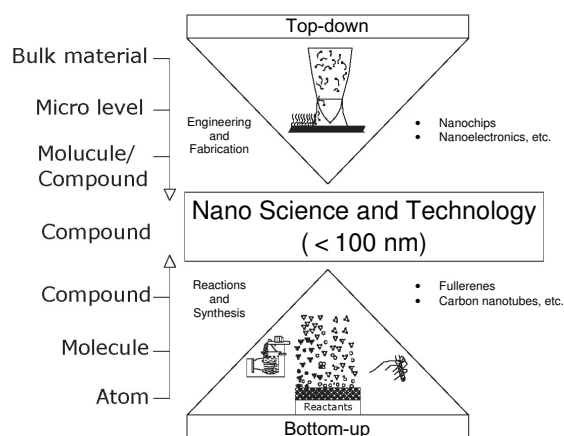 Top-down
Bulk material
Micro level
Molucule/
Compound
Engineering
and
Fabrication
• Nanochips
• Nanoelectronics, etc.
Compound
Nano Science and Technology
( < 100 nm)
Compound
Molecule
Atom
Reactions
and
Synthesis
• Fullerenes
• Carbon nanotubes, etc.
Reactants
Bottom-up